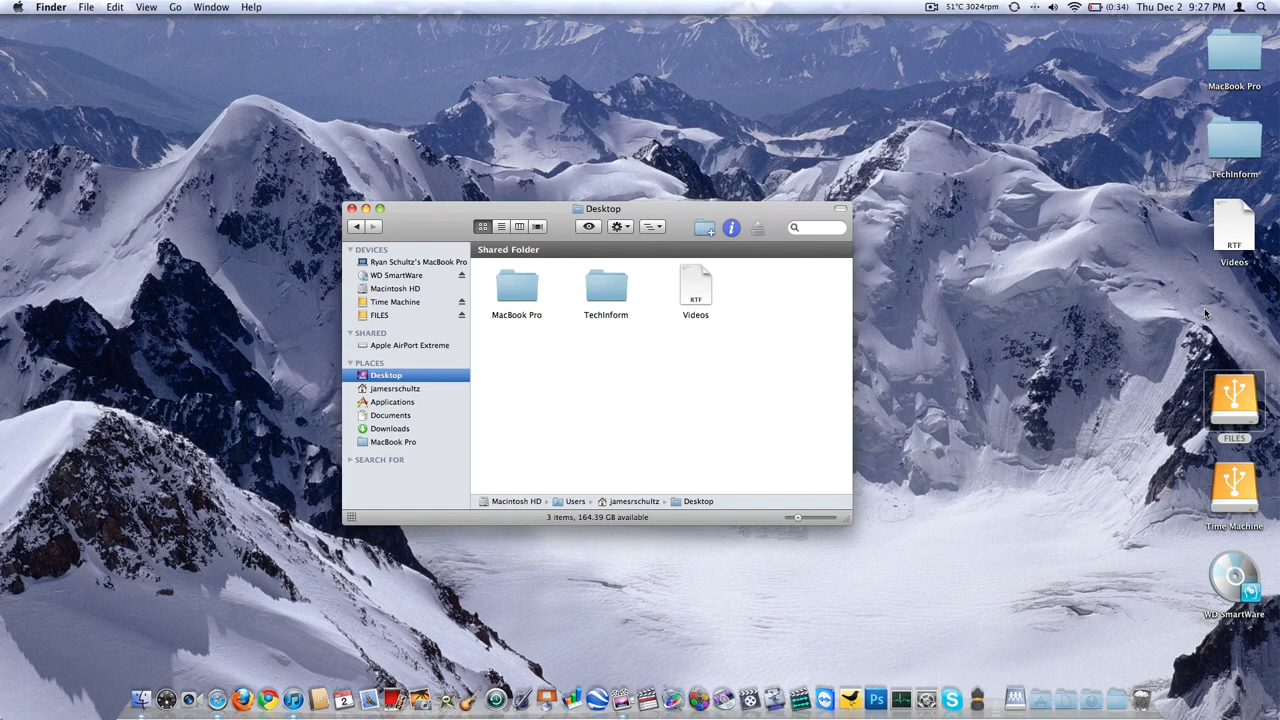 Finder File Edit View Go Window Help
51°C 3024rpm (0:34) Thu Dec 2 9:27 PM
MacBook Pro
TechInform
RTF
Videos
FILES
Time Machine
WD SmartWare
Desktop
DEVICES
Ryan Schultz's MacBook Pro
WD SmartWare
Macintosh HD
Time Machine
FILES
SHARED
Apple AirPort Extreme
PLACES
Desktop
jamesrschultz
Applications
Documents
Downloads
MacBook Pro
SEARCH FOR
Shared Folder
RTF
MacBook Pro TechInform Videos
Macintosh HD Users jamesrschultz Desktop
3 items, 164.39 GB available
2
Ps